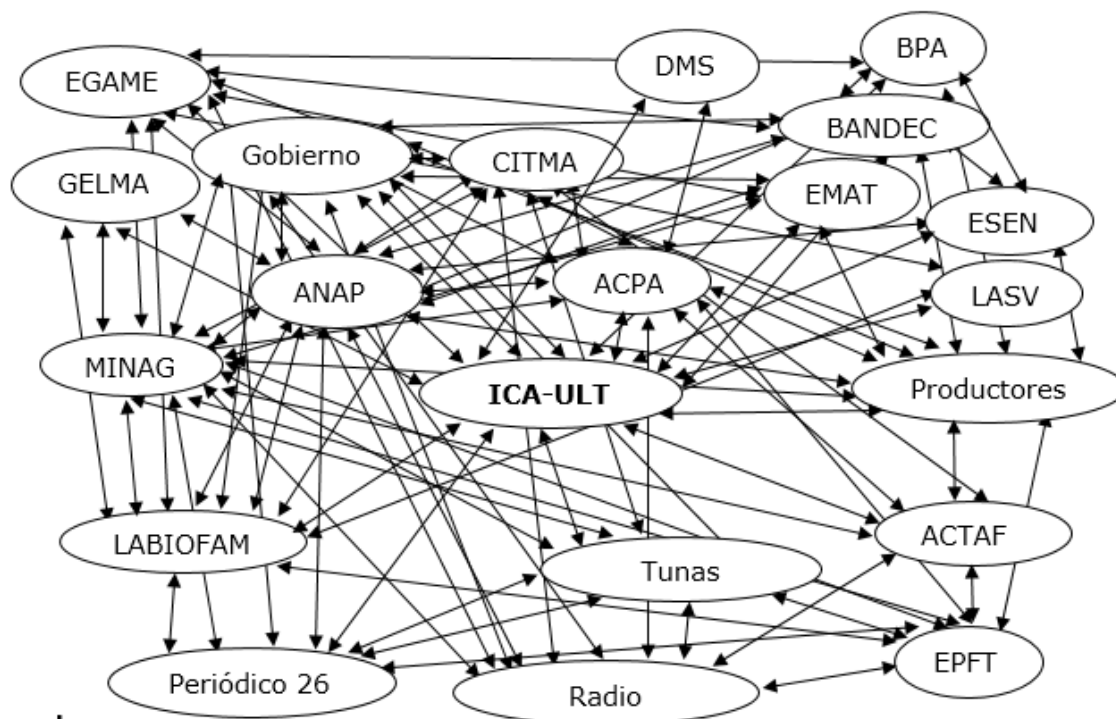 BPA
DMS
EGAME
BANDEC
Gobierno
CITMA
GELMA
EMAT
ESEN
ANAP
ACPA
LASV
MINAG
ICA-ULT
Productores
LABIOFAM
ACTAF
Tunas
Periódico 26
Radio
EPFT